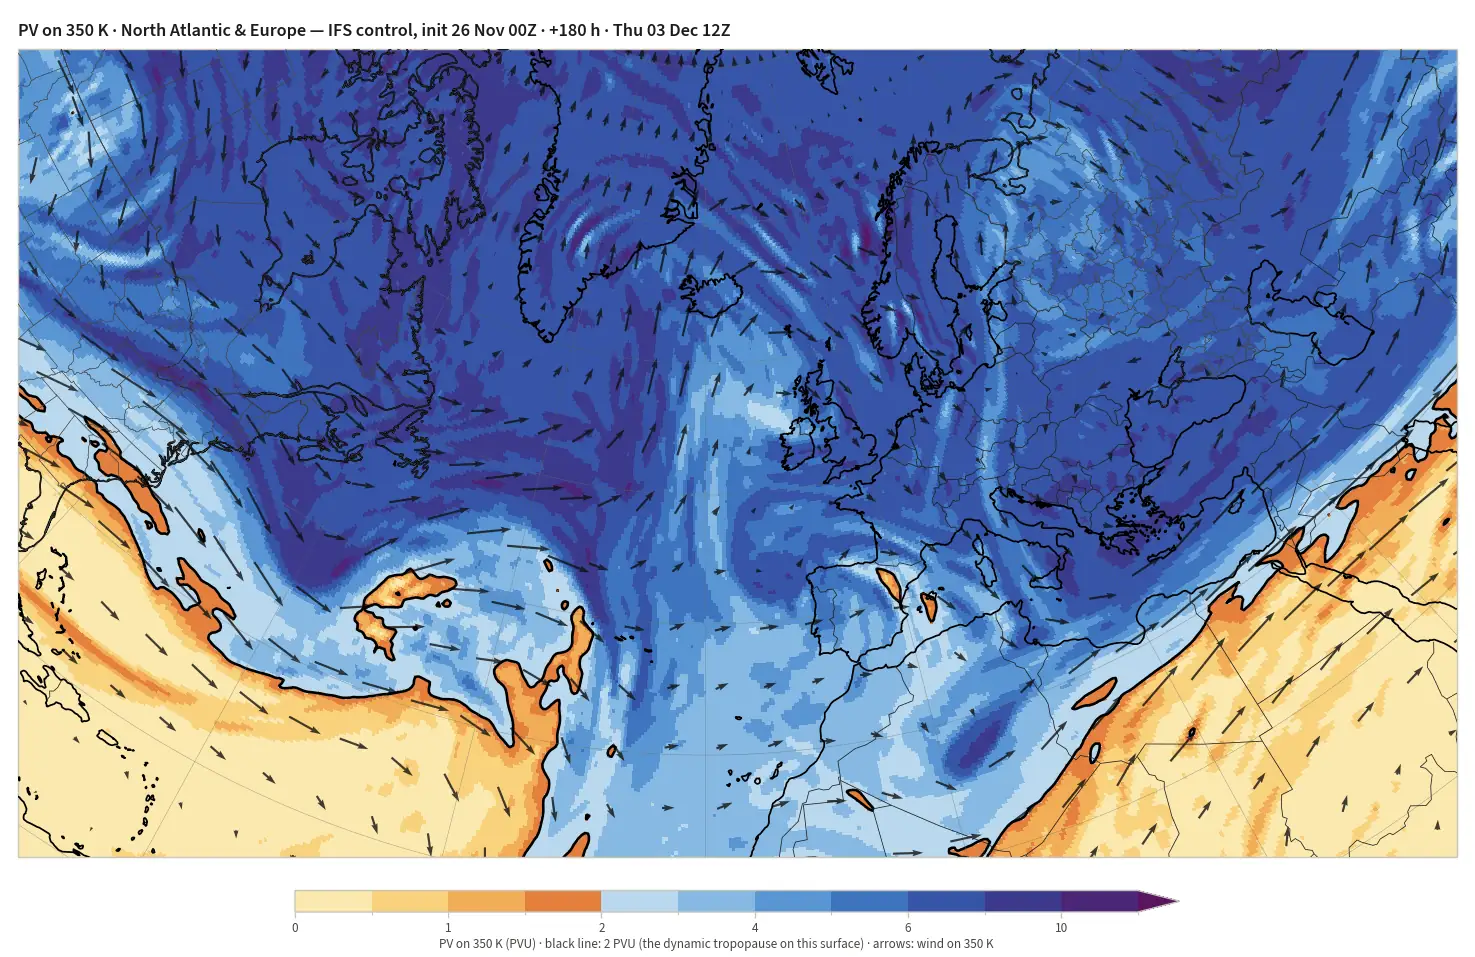 PV on 350 K · North Atlantic & Europe — IFS control, init 26 Nov 00Z · +180 h · Thu 03 Dec 12Z
0 1 2 4 6 10
PV on 350 K (PVU) · black line: 2 PVU (the dynamic tropopause on this surface) · arrows: wind on 350 K